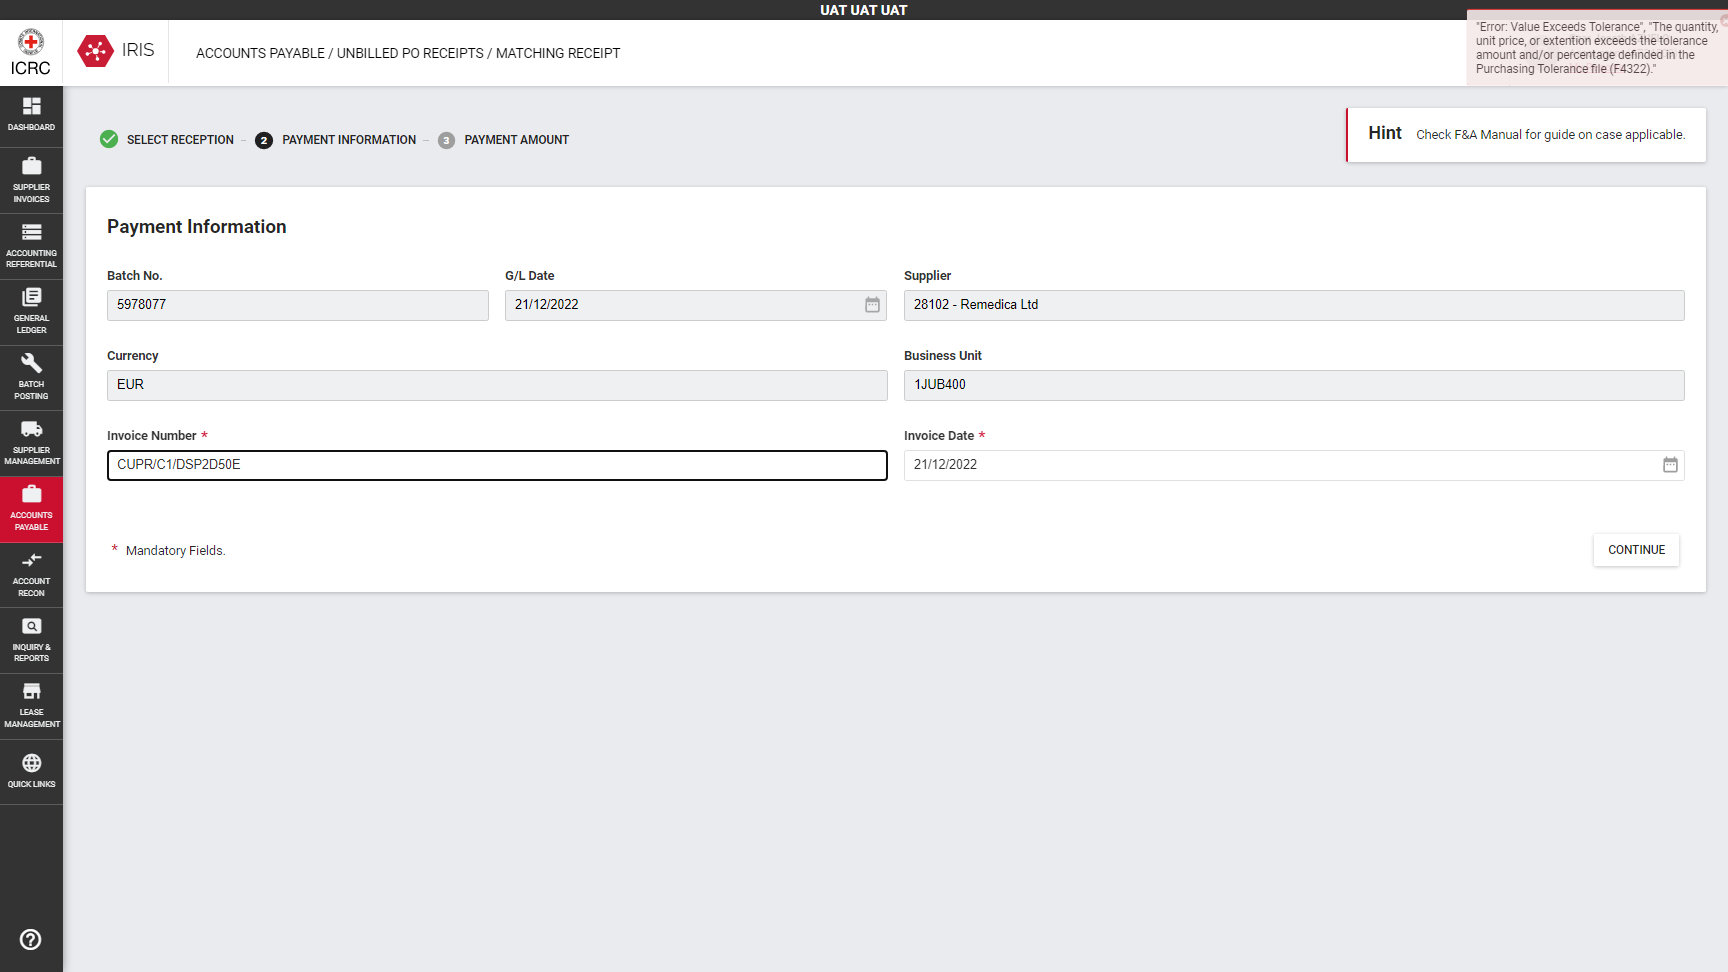 UAT UAT UAT
ICRC
IRIS
ACCOUNTS PAYABLE / UNBILLED PO RECEIPTS / MATCHING RECEIPT
"Error: Value Exceeds Tolerance", "The quantity,
unit price, or extention exceeds the tolerance
amount and/or percentage definded in the
Purchasing Tolerance file (F4322)."
DASHBOARD
SUPPLIER
INVOICES
ACCOUNTING
REFERENTIAL
GENERAL
LEDGER
BATCH
POSTING
SUPPLIER
MANAGEMENT
ACCOUNTS
PAYABLE
ACCOUNT
RECON
INQUIRY &
REPORTS
LEASE
MANAGEMENT
QUICK LINKS
SELECT RECEPTION – 2 PAYMENT INFORMATION – 3 PAYMENT AMOUNT
Hint Check F&A Manual for guide on case applicable.
Payment Information
Batch No. G/L Date Supplier
5978077 21/12/2022 28102 - Remedica Ltd
Currency Business Unit
EUR 1JUB400
Invoice Number * Invoice Date *
CUPR/C1/DSP2D50E 21/12/2022
* Mandatory Fields. CONTINUE